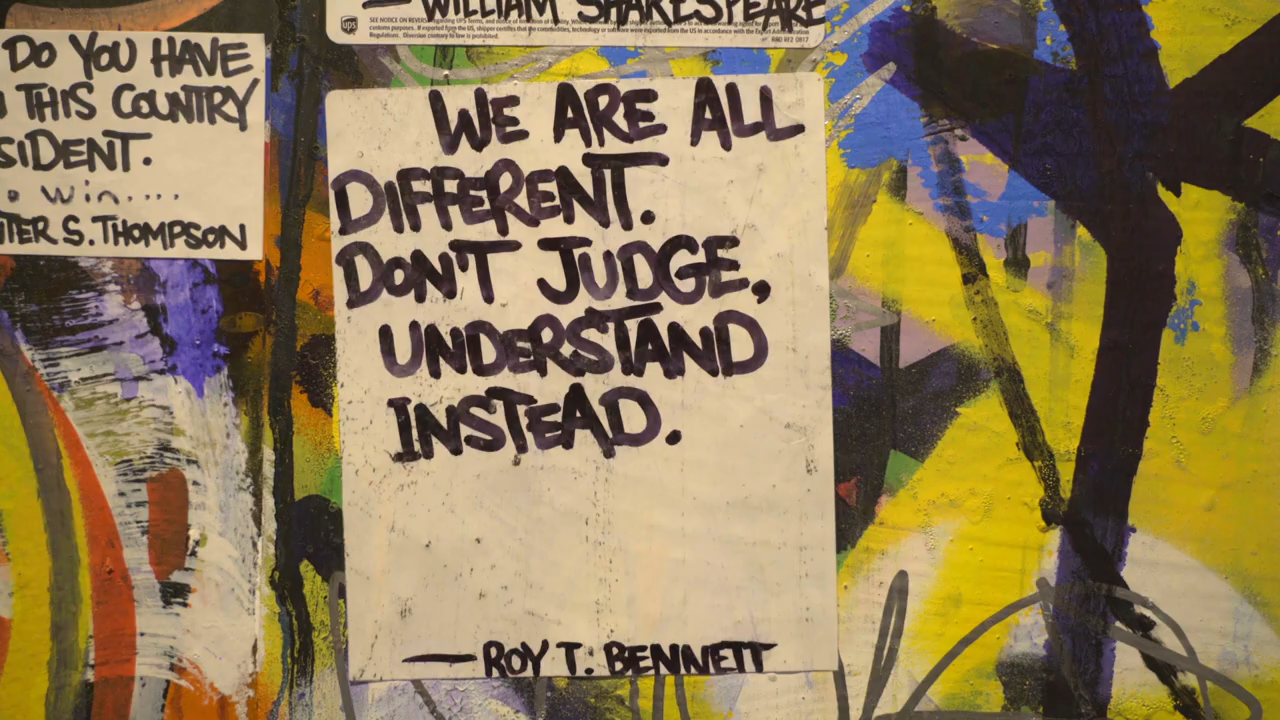 — WILLIAM SHAKESPEARE
ups
DO YOU HAVE
THIS COUNTRY
SIDENT.
win....
TER S. THOMPSON
WE ARE ALL
DIFFERENT.
DON'T JUDGE,
UNDERSTAND
INSTEAD.
— ROY T. BENNETT